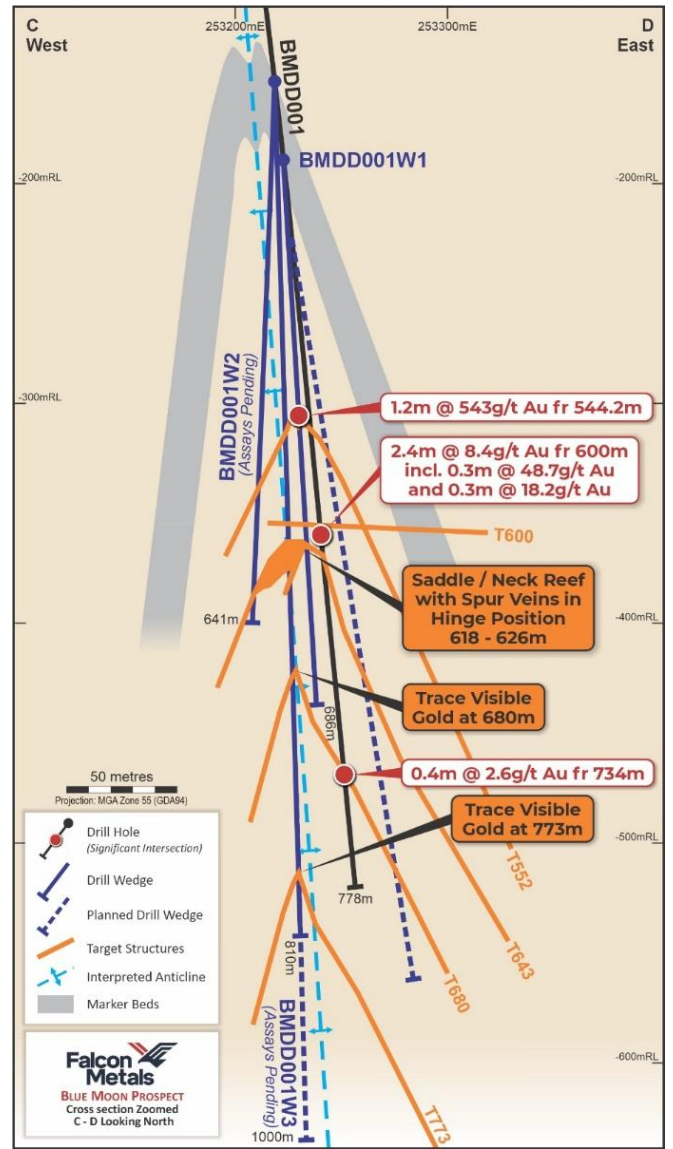 C
West
253200mE
253300mE
D
East
BMDD001
BMDD001W1
-200mRL
-200mRL
BMDD001W2
(Assays Pending)
-300mRL
-300mRL
1.2m @ 543g/t Au fr 544.2m
2.4m @ 8.4g/t Au fr 600m
incl. 0.3m @ 48.7g/t Au
and 0.3m @ 18.2g/t Au
T600
Saddle / Neck Reef
with Spur Veins in
Hinge Position
618 - 626m
641m
-400mRL
Trace Visible
Gold at 680m
686m
0.4m @ 2.6g/t Au fr 734m
50 metres
Projection: MGA Zone 55 (GDA94)
Trace Visible
Gold at 773m
-500mRL
T552
778m
810m
T643
T680
BMDD001W3
(Assays Pending)
-600mRL
T773
1000m
Drill Hole
(Significant Intersection)
Drill Wedge
Planned Drill Wedge
Target Structures
Interpreted Anticline
Marker Beds
Falcon
Metals
BLUE MOON PROSPECT
Cross section Zoomed
C - D Looking North